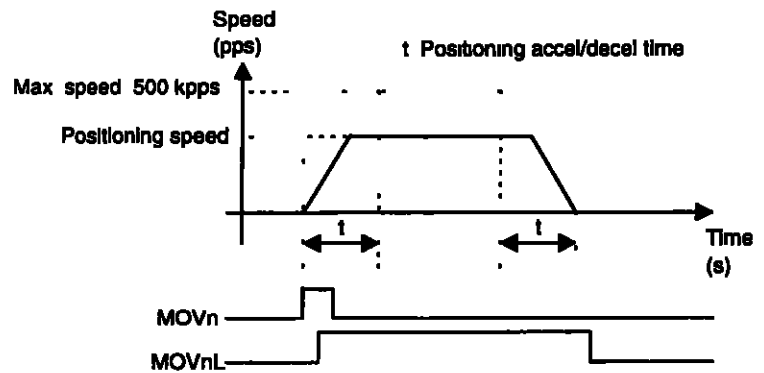 Speed
(pps)
t Positioning accel/decel time
Max speed 500 kpps
Positioning speed
t
t
Time
(s)
MOVn
MOVnL